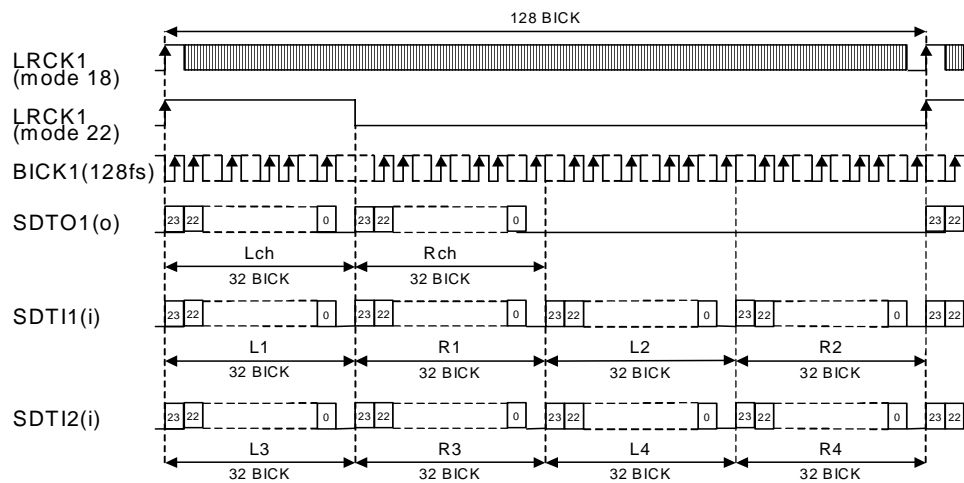 128 BICK
LRCK1
(mode 18)
LRCK1
(mode 22)
BICK1(128fs)
SDTO1(o)
23 22 0 23 22 0 23 22
Lch Rch
32 BICK 32 BICK
SDTI1(i)
23 22 0 23 22 0 23 22 0 23 22 0 23 22
L1 R1 L2 R2
32 BICK 32 BICK 32 BICK 32 BICK
SDTI2(i)
23 22 0 23 22 0 23 22 0 23 22 0 23 22
L3 R3 L4 R4
32 BICK 32 BICK 32 BICK 32 BICK